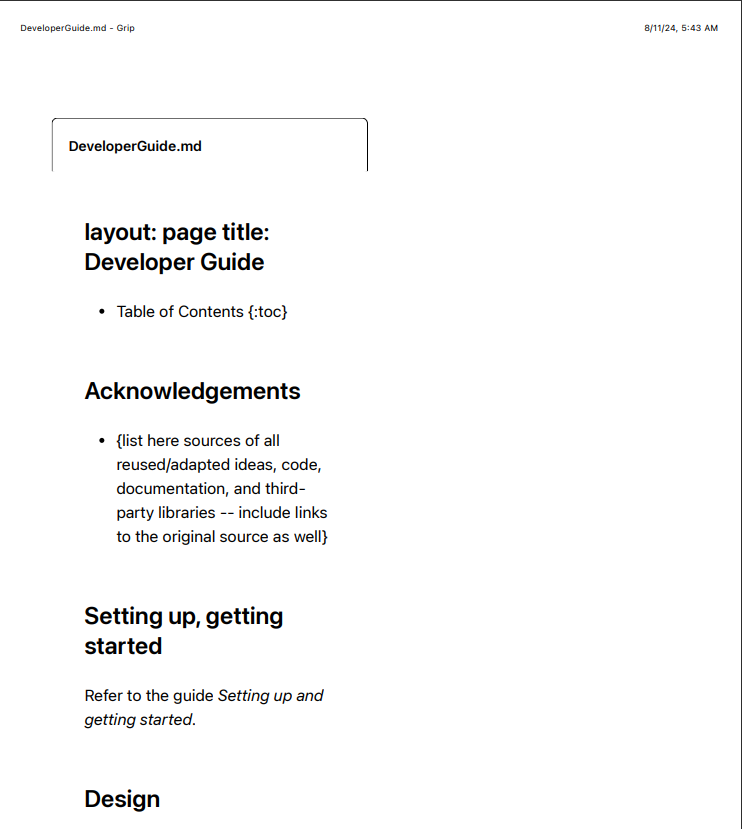 DeveloperGuide.md - Grip
8/11/24, 5:43 AM
DeveloperGuide.md
layout: page title:
Developer Guide
• Table of Contents {:toc}
Acknowledgements
• {list here sources of all
reused/adapted ideas, code,
documentation, and third-
party libraries -- include links
to the original source as well}
Setting up, getting
started
Refer to the guide Setting up and
getting started.
Design